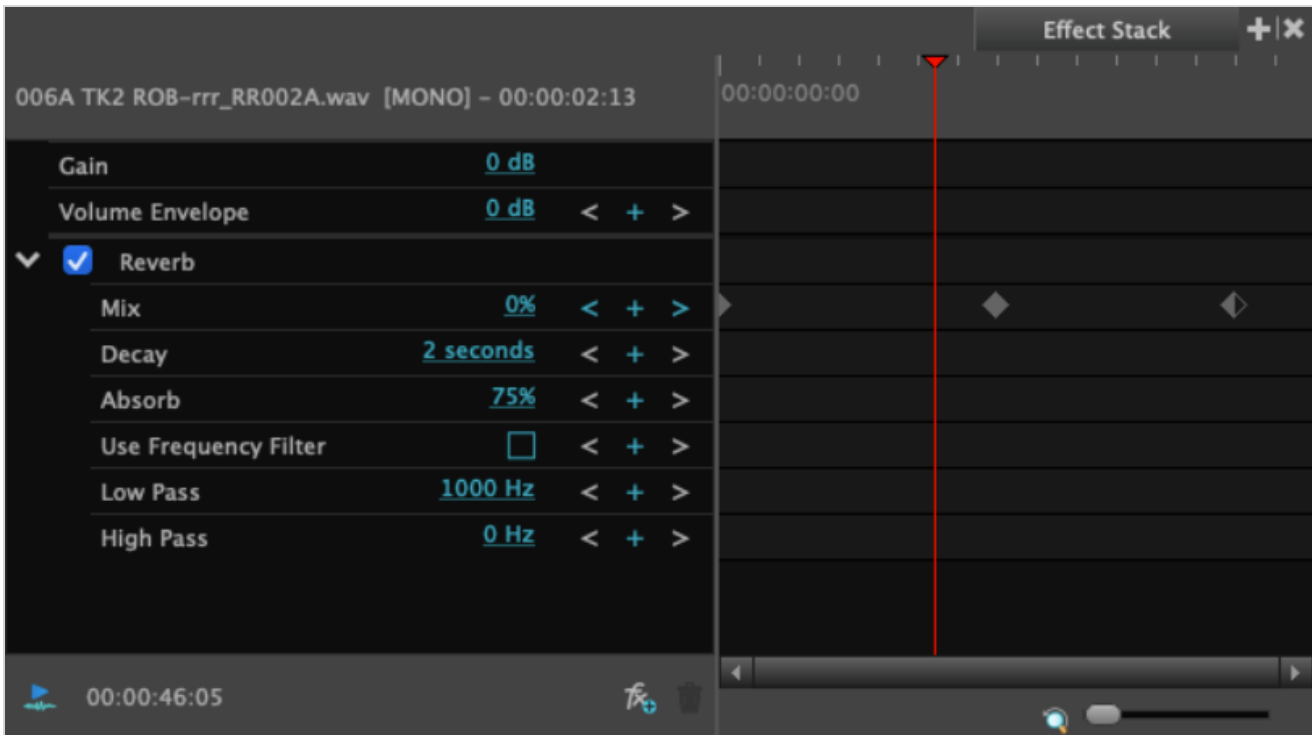 Effect Stack
006A TK2 ROB-rrr_RR002A.wav [MONO] - 00:00:02:13
00:00:00:00
Gain 0 dB
Volume Envelope 0 dB < + >
Reverb
Mix 0% < + >
Decay 2 seconds < + >
Absorb 75% < + >
Use Frequency Filter < + >
Low Pass 1000 Hz < + >
High Pass 0 Hz < + >
00:00:46:05 fx